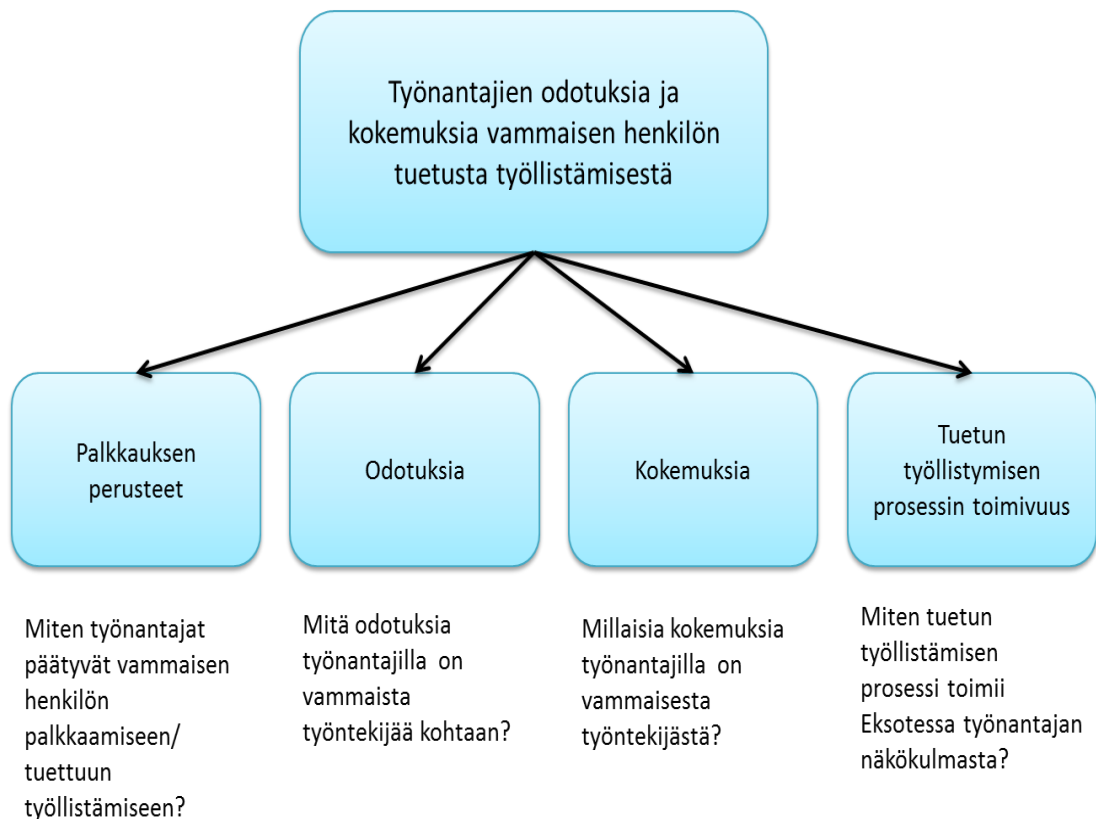 Työnantajien odotuksia ja
kokemuksia vammaisen henkilön
tuetusta työllistämisestä
Palkkauksen
perusteet
Odotuksia
Kokemuksia
Tuetun
työllistymisen
prosessin toimivuus
Miten työnantajat
päätyvät vammaisen
henkilön
palkkaamiseen/
tuettuun
työllistämiseen?
Mitä odotuksia
työnantajilla on
vammaista
työntekijää kohtaan?
Millaisia kokemuksia
työnantajilla on
vammaisesta
työntekijästä?
Miten tuetun
työllistämisen
prosessi toimii
Eksotessa työnantajan
näkökulmasta?